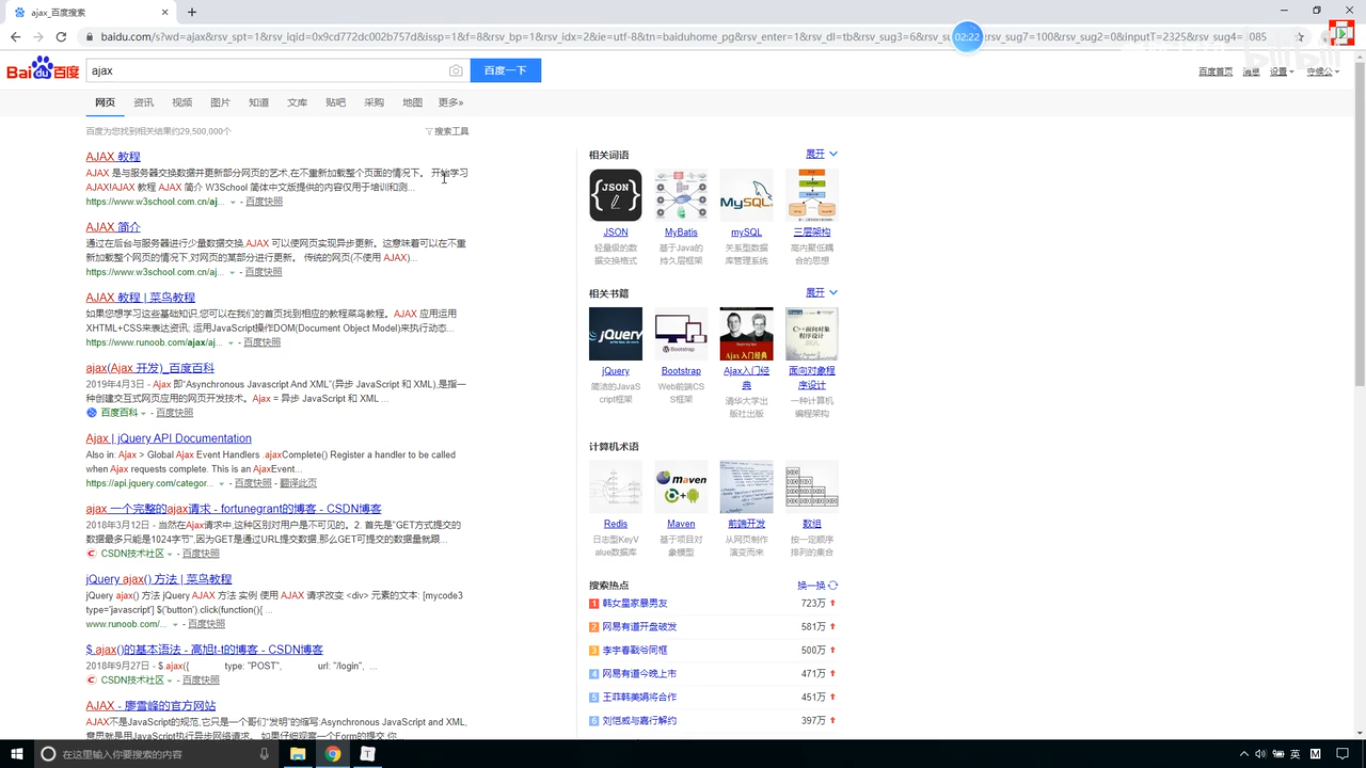 ajax_百度搜索
baidu.com/s?wd=ajax&rsv_spt=1&rsv_iqid=0x9cd772dc002b757d&issp=1&f=8&rsv_bp=1&rsv_idx=2&ie=utf-8&tn=baiduhome_pg&rsv_enter=1&rsv_dl=tb&rsv_sug3=6&rsv_su
02:22
rsv_sug7=100&rsv_sug2=0&inputT=2325&rsv_sug4=
085
bilibili
Bai du 百度
ajax
百度一下
百度首页 消息 设置
网页 资讯 视频 图片 知道 文库 贴吧 采购 地图 更多»
百度为您找到相关结果约29,500,000个
搜索工具
AJAX 教程
AJAX 是与服务器交换数据并更新部分网页的艺术,在不重新加载整个页面的情况下。 开始学习
AJAX!AJAX 教程 AJAX 简介 W3School 简体中文版提供的内容仅用于培训和测...
https://www.w3school.com.cn/aj... - 百度快照
AJAX 简介
通过在后台与服务器进行少量数据交换,AJAX 可以使网页实现异步更新。这意味着可以在不重
新加载整个网页的情况下,对网页的某部分进行更新。 传统的网页(不使用 AJAX)...
https://www.w3school.com.cn/aj... - 百度快照
AJAX 教程 | 菜鸟教程
如果您想学习这些基础知识,您可以在我们的首页找到相应的教程菜鸟教程。 AJAX 应用运用
XHTML+CSS来表达资讯; 运用JavaScript操作DOM(Document Object Model)来执行动态...
https://www.runoob.com/ajax/aj... - 百度快照
ajax(Ajax 开发)_百度百科
2019年4月3日 - Ajax 即"Asynchronous Javascript And XML"(异步 JavaScript 和 XML),是指一
种创建交互式网页应用的网页开发技术。Ajax = 异步 JavaScript 和 XML ...
百度百科 - 百度快照
Ajax | jQuery API Documentation
Also in: Ajax > Global Ajax Event Handlers .ajaxComplete() Register a handler to be called
when Ajax requests complete. This is an AjaxEvent...
https://api.jquery.com/categor... - 百度快照 - 翻译此页
ajax 一个完整的ajax请求 - fortunegrant的博客 - CSDN博客
2018年3月12日 - 当然在Ajax请求中,这种区别对用户是不可见的。2. 首先是"GET方式提交的
数据最多只能是1024字节",因为GET是通过URL提交数据,那么GET可提交的数据量就跟...
CSDN技术社区 - 百度快照
jQuery ajax() 方法 | 菜鸟教程
jQuery ajax() 方法 jQuery AJAX 方法 实例 使用 AJAX 请求改变 <div> 元素的文本: [mycode3
type='javascript'] $('button').click(function(){ ...
www.runoob.com/... - 百度快照
$.ajax()的基本语法 - 高旭t-t的博客 - CSDN博客
2018年9月27日 - $.ajax({ type: "POST", url: "/login", ...
CSDN技术社区 - 百度快照
AJAX - 廖雪峰的官方网站
AJAX不是JavaScript的规范,它只是一个哥们"发明"的缩写:Asynchronous JavaScript and XML,
意思就是用JavaScript执行异步网络请求。 如果仔细观察一个Form的提交,你...
相关词语 展开
JSON
MySQL
JSON MyBatis mySQL 三层架构
轻量级的数据交换格式
基于Java的持久层框架
关系型数据库管理系统
高内聚低耦合的思想
相关书籍 展开
jQuery
Bootstrap
Ajax 入门经典
C++面向对象程序设计
jQuery Bootstrap Ajax入门经典 面向对象程序设计
简洁的JavaScript框架
Web前端CSS框架
清华大学出版社出版
一种计算机编程架构
计算机术语
maven
Redis Maven 前端开发 数组
日志型KeyValue数据库
基于项目对象模型
从网页制作演变而来
按一定顺序排列的集合
搜索热点 换一换
1 韩女星家暴男友 723万
2 网易有道开盘破发 581万
3 李宇春戳爷同框 500万
4 网易有道今晚上市 471万
5 王菲韩美娟将合作 451万
6 刘恺威与嘉行解约 397万
在这里输入你要搜索的内容
T
英
M